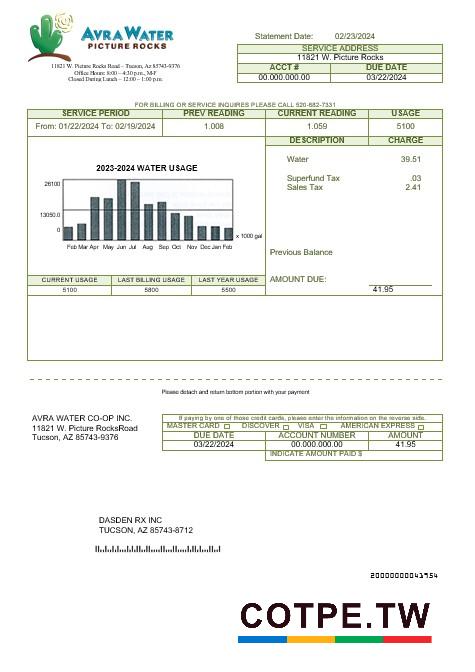 AVRA WATER
PICTURE ROCKS
11821 W. Picture Rocks Road – Tucson, Az 85743-9376
Office Hours: 8:00 – 4:30 p.m., M-F
Closed During Lunch – 12:00 – 1:00 p.m.
Statement Date: 02/23/2024
SERVICE ADDRESS
11821 W. Picture Rocks
ACCT # DUE DATE
00.000.000.00 03/22/2024
FOR BILLING OR SERVICE INQUIRES PLEASE CALL 520-682-7331
SERVICE PERIOD PREV READING CURRENT READING USAGE
From: 01/22/2024 To: 02/19/2024 1.008 1.059 5100
DESCRIPTION CHARGE
Water 39.51
Superfund Tax .03
Sales Tax 2.41
2023-2024 WATER USAGE
26100
13050.0
0
x 1000 gal
Feb Mar Apr May Jun Jul Aug Sep Oct Nov Dec Jan Feb
Previous Balance
AMOUNT DUE:
41.95
CURRENT USAGE LAST BILLING USAGE LAST YEAR USAGE
5100 5800 5500
Please detach and return bottom portion with your payment
AVRA WATER CO-OP INC.
11821 W. Picture RocksRoad
Tucson, AZ 85743-9376
If paying by one of those credit cards, please enter the information on the reverse side.
MASTER CARD DISCOVER VISA AMERICAN EXPRESS
DUE DATE ACCOUNT NUMBER AMOUNT
03/22/2024 00.000.000.00 41.95
INDICATE AMOUNT PAID $
DASDEN RX INC
TUCSON, AZ 85743-8712
20000000041954
COTPE.TW